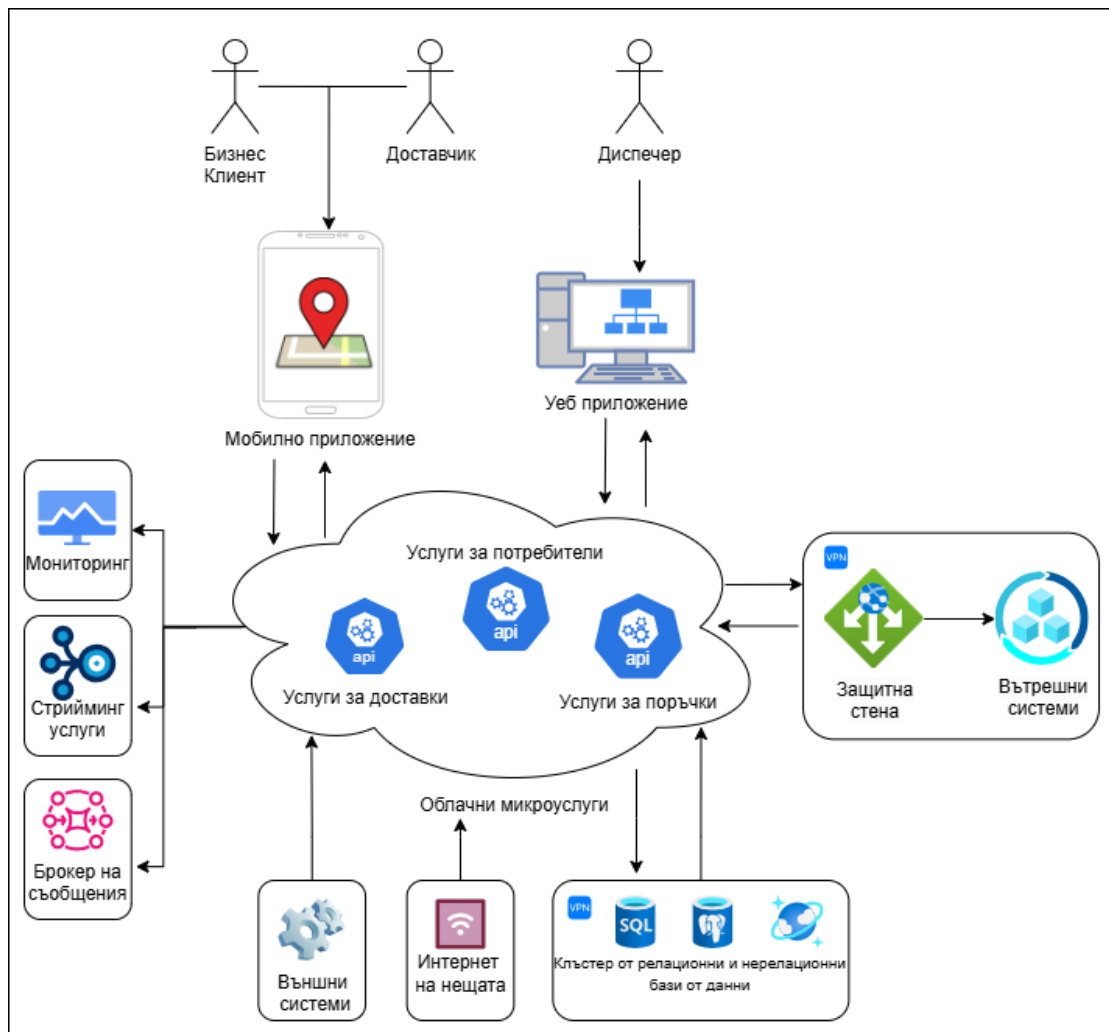 Бизнес
Клиент
Доставчик
Диспечер
Мобилно приложение
Уеб приложение
Мониторинг
Стрийминг
услуги
Брокер на
съобщения
Услуги за потребители
api
api
api
Услуги за доставки
Услуги за поръчки
Облачни микроуслуги
VPN
Защитна
стена
Вътрешни
системи
Външни
системи
Интернет
на нещата
VPN
SQL
Клъстер от релационни и нерелационни
бази от данни